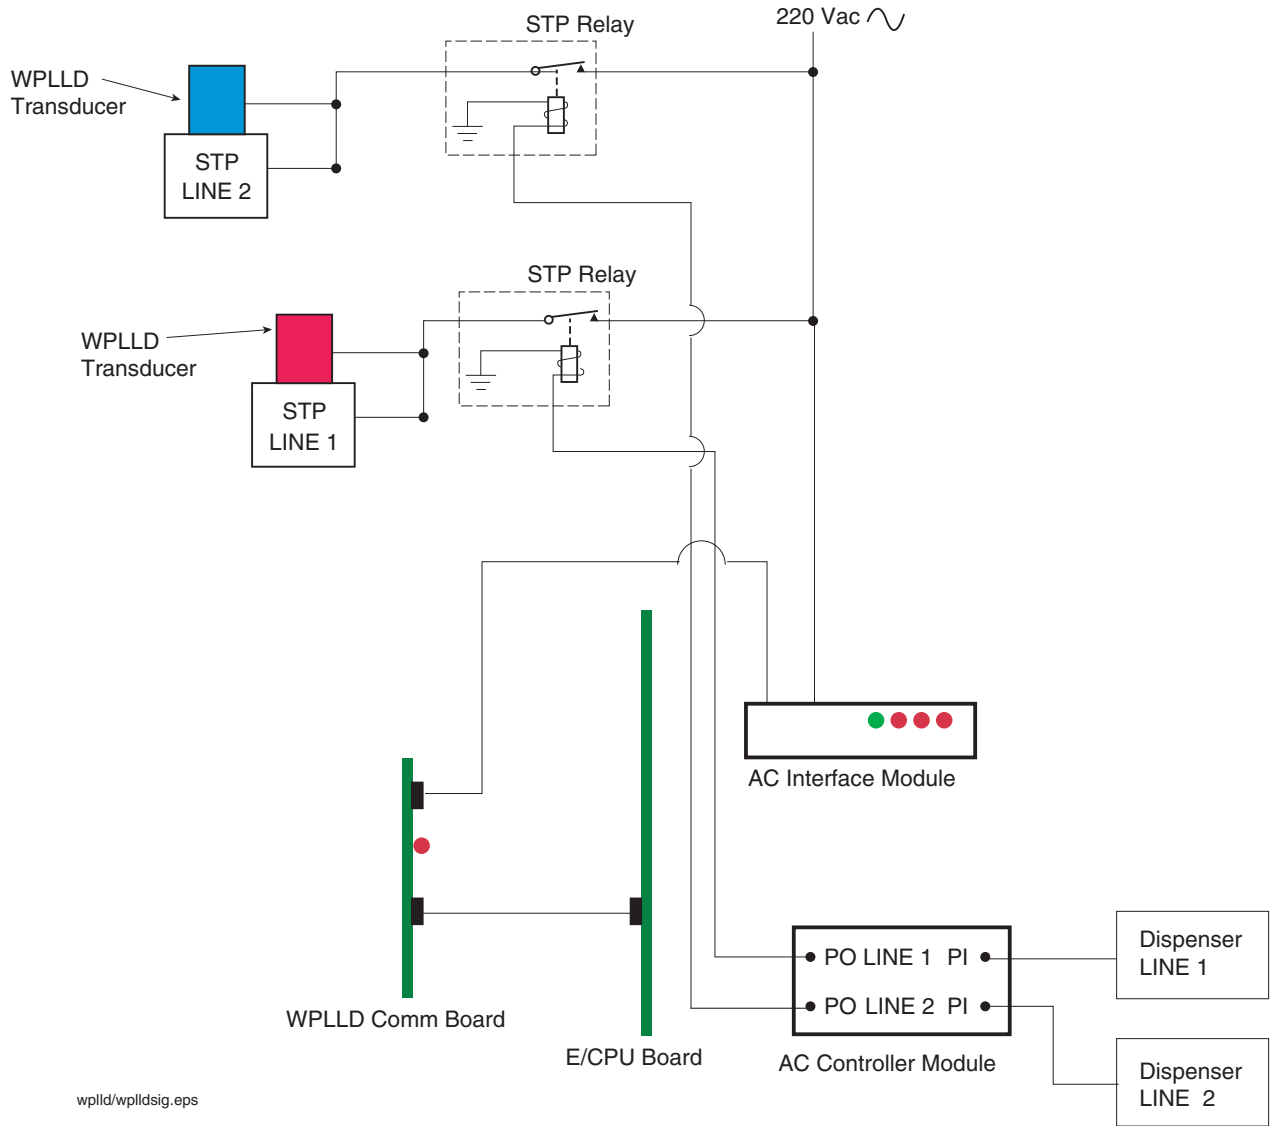 220 Vac
STP Relay
WPLLD
Transducer
STP
LINE 2
STP Relay
WPLLD
Transducer
STP
LINE 1
AC Interface Module
PO LINE 1 PI
PO LINE 2 PI
Dispenser
LINE 1
WPLLD Comm Board
E/CPU Board
AC Controller Module
Dispenser
LINE 2
wplld/wplldsig.eps